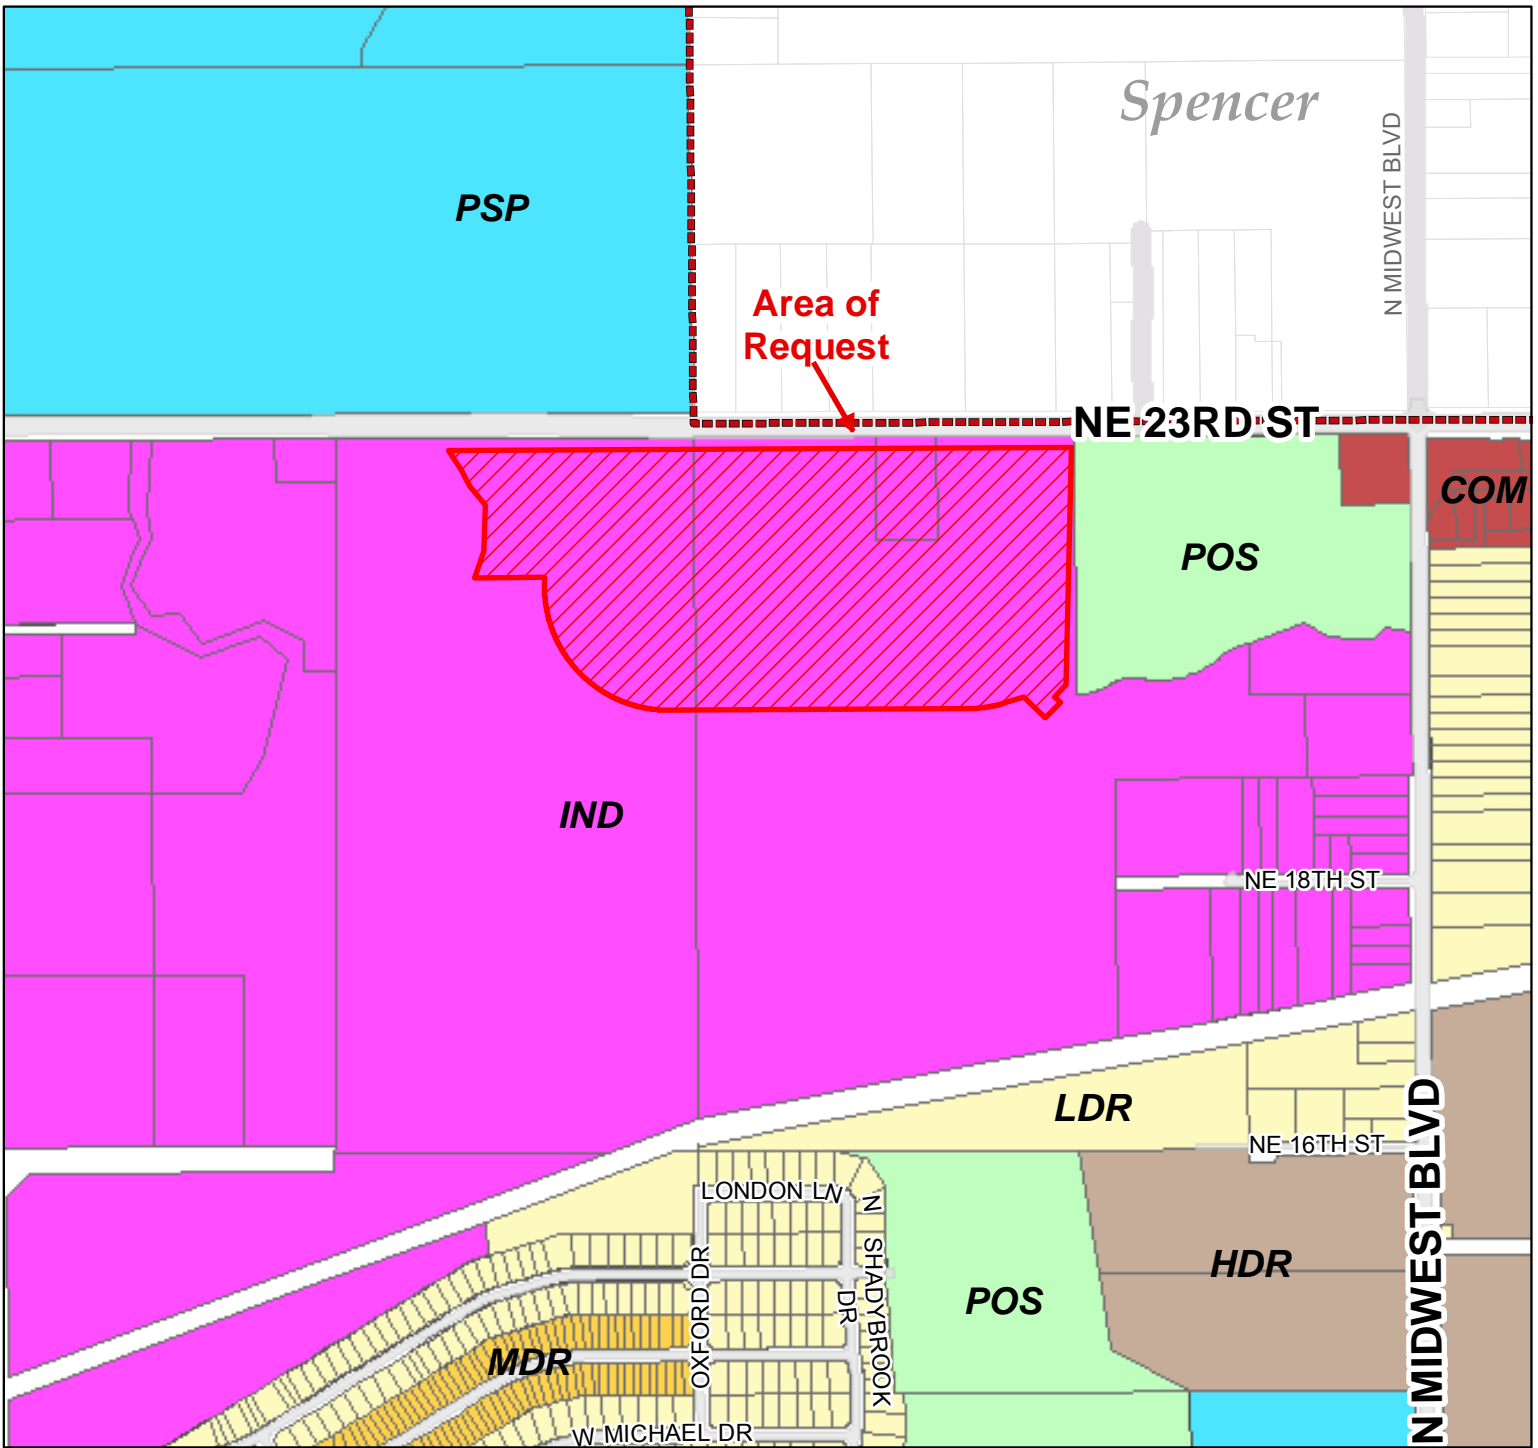 Spencer
N MIDWEST BLVD
PSP
Area of
Request
NE 23RD ST
COM
POS
IND
NE 18TH ST
LDR
NE 16TH ST
LONDON LN
N SHADYBROOK DR
OXFORD DR
HDR
POS
MDR
W MICHAEL DR
N MIDWEST BLVD